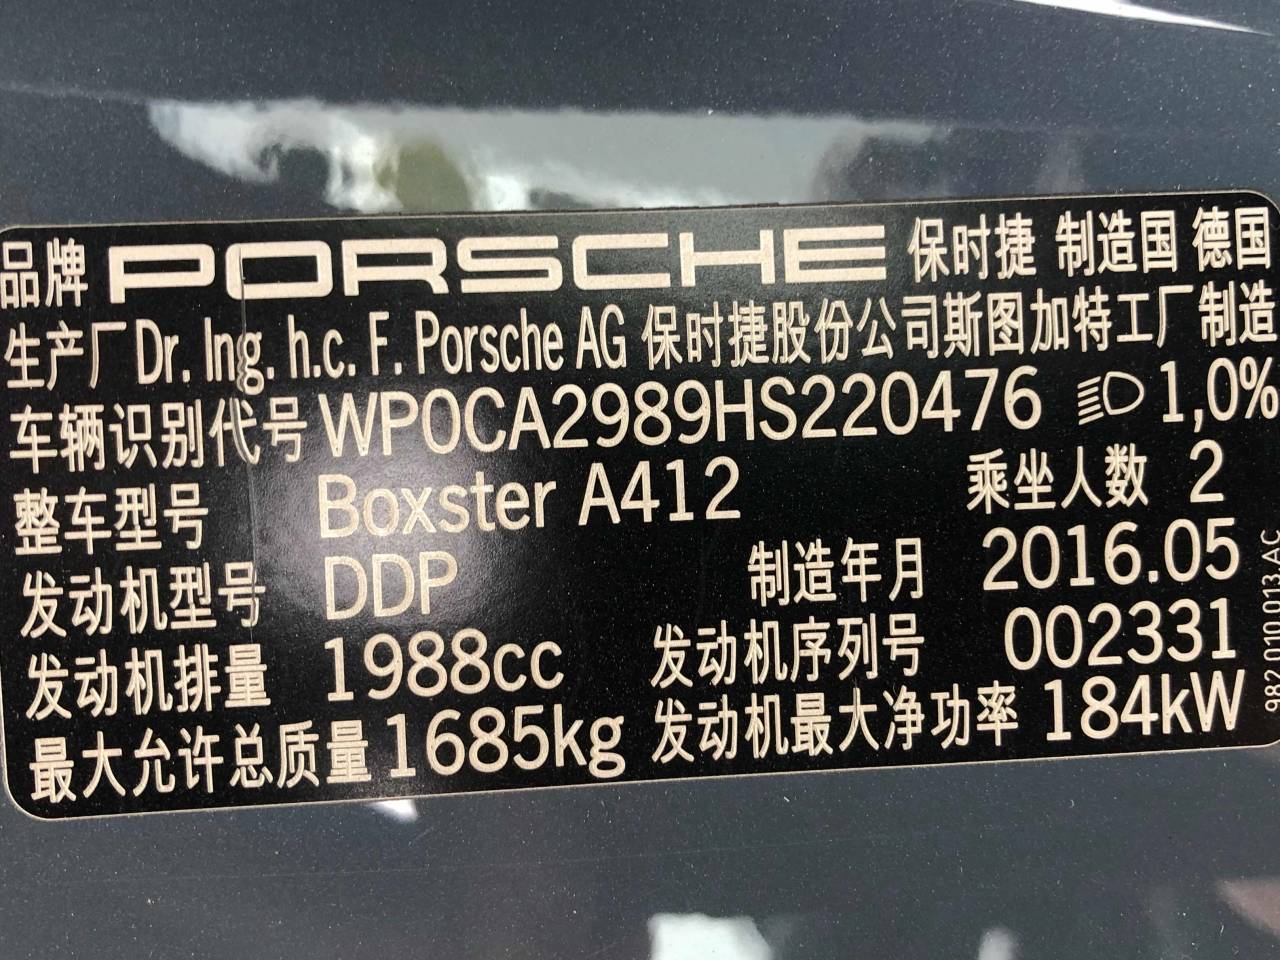 品牌 PORSCHE 保时捷 制造国 德国
生产厂 Dr. Ing. h.c. F. Porsche AG 保时捷股份公司斯图加特工厂制造
车辆识别代号 WP0CA2989HS220476 1,0%
整车型号 Boxster A412 乘坐人数 2
发动机型号 DDP 制造年月 2016.05
发动机排量 1988cc 发动机序列号 002331
最大允许总质量 1685kg 发动机最大净功率 184kW
982.010.013.AC